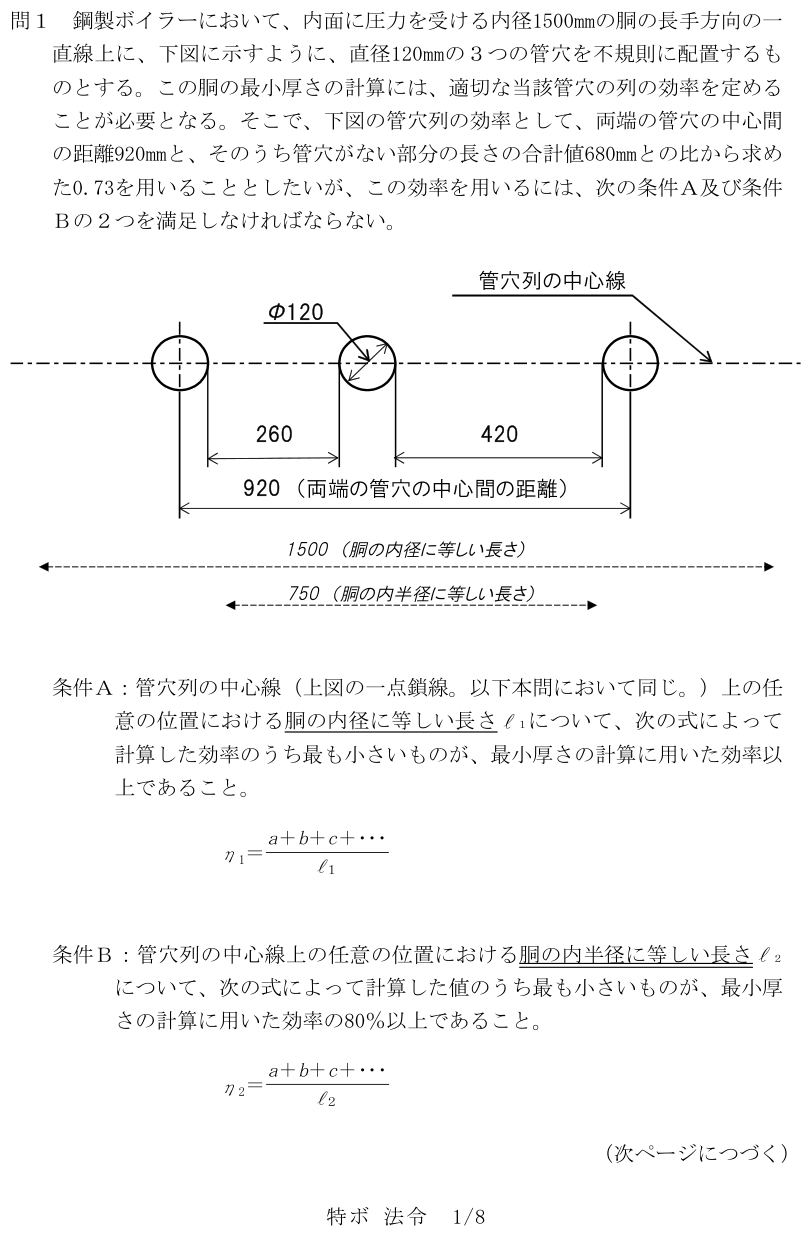 問１　鋼製ボイラーにおいて、内面に圧力を受ける内径1500㎜の胴の長手方向の一
直線上に、下図に示すように、直径120㎜の３つの管穴を不規則に配置するも
のとする。この胴の最小厚さの計算には、適切な当該管穴の列の効率を定める
ことが必要となる。そこで、下図の管穴列の効率として、両端の管穴の中心間
の距離920㎜と、そのうち管穴がない部分の長さの合計値680㎜との比から求め
た0.73を用いることとしたいが、この効率を用いるには、次の条件Ａ及び条件
Ｂの２つを満足しなければならない。
管穴列の中心線
Φ120
260
420
920（両端の管穴の中心間の距離）
1500（胴の内径に等しい長さ）
750（胴の内半径に等しい長さ）
条件Ａ：管穴列の中心線（上図の一点鎖線。以下本問において同じ。）上の任
意の位置における胴の内径に等しい長さℓ₁について、次の式によって
計算した効率のうち最も小さいものが、最小厚さの計算に用いた効率以
上であること。
η₁=(a+b+c+･･･)/ℓ₁
条件Ｂ：管穴列の中心線上の任意の位置における胴の内半径に等しい長さℓ₂
について、次の式によって計算した値のうち最も小さいものが、最小厚
さの計算に用いた効率の80％以上であること。
η₂=(a+b+c+･･･)/ℓ₂
（次ページにつづく）
特ボ 法令　1/8